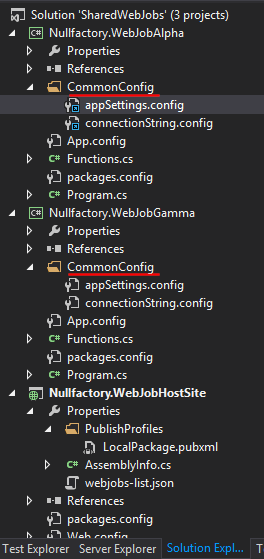 Solution 'SharedWebJobs' (3 projects)
Nullfactory.WebJobAlpha
Properties
References
CommonConfig
appSettings.config
connectionString.config
App.config
Functions.cs
packages.config
Program.cs
Nullfactory.WebJobGamma
Properties
References
CommonConfig
appSettings.config
connectionString.config
App.config
Functions.cs
packages.config
Program.cs
Nullfactory.WebJobHostSite
Properties
PublishProfiles
LocalPackage.pubxml
AssemblyInfo.cs
webjobs-list.json
References
packages.config
Web.config
Test Explorer Server Explorer Solution Expl... T